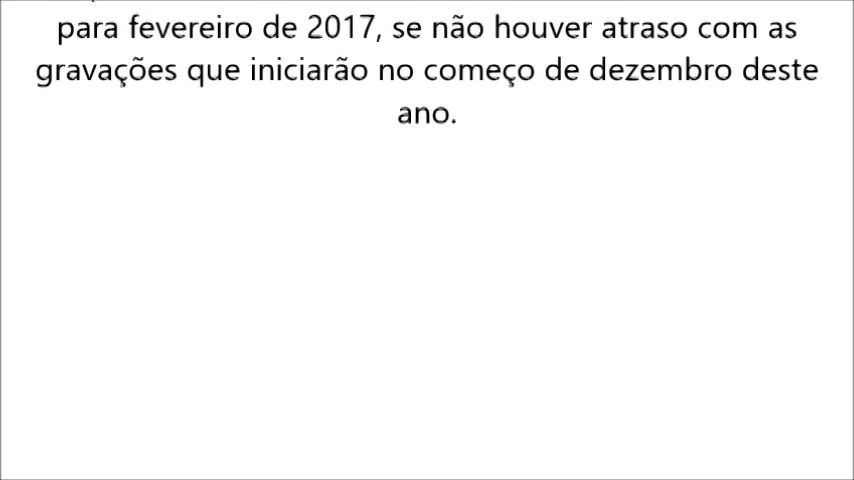 para fevereiro de 2017, se não houver atraso com as
gravações que iniciarão no começo de dezembro deste
ano.